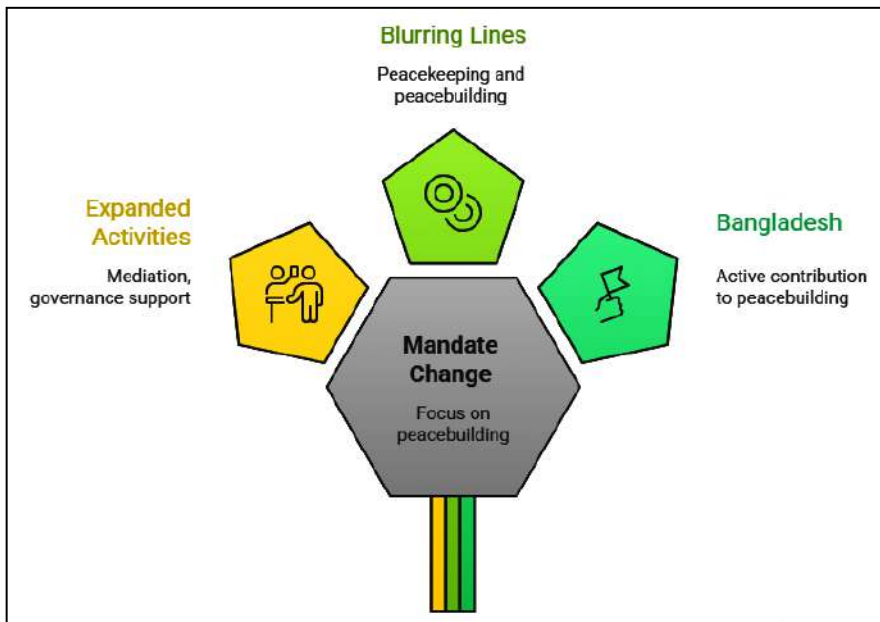 Blurring Lines
Peacekeeping and
peacebuilding
Expanded
Activities
Mediation,
governance support
Bangladesh
Active contribution
to peacebuilding
Mandate
Change
Focus on
peacebuilding